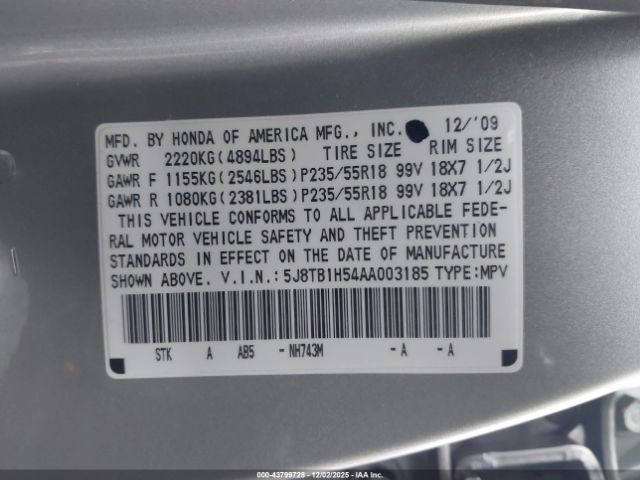 MFD. BY HONDA OF AMERICA MFG., INC. 12/'09
GVWR 2220KG(4894LBS) TIRE SIZE RIM SIZE
GAWR F 1155KG(2546LBS)P235/55R18 99V 18X7 1/2J
GAWR R 1080KG(2381LBS)P235/55R18 99V 18X7 1/2J
THIS VEHICLE CONFORMS TO ALL APPLICABLE FEDE-
RAL MOTOR VEHICLE SAFETY AND THEFT PREVENTION
STANDARDS IN EFFECT ON THE DATE OF MANUFACTURE
SHOWN ABOVE. V.I.N.:5J8TB1H54AA003185 TYPE:MPV
STK A AB5 -NH743M -A -A
000-43799728 - 12/02/2025 - IAA Inc.